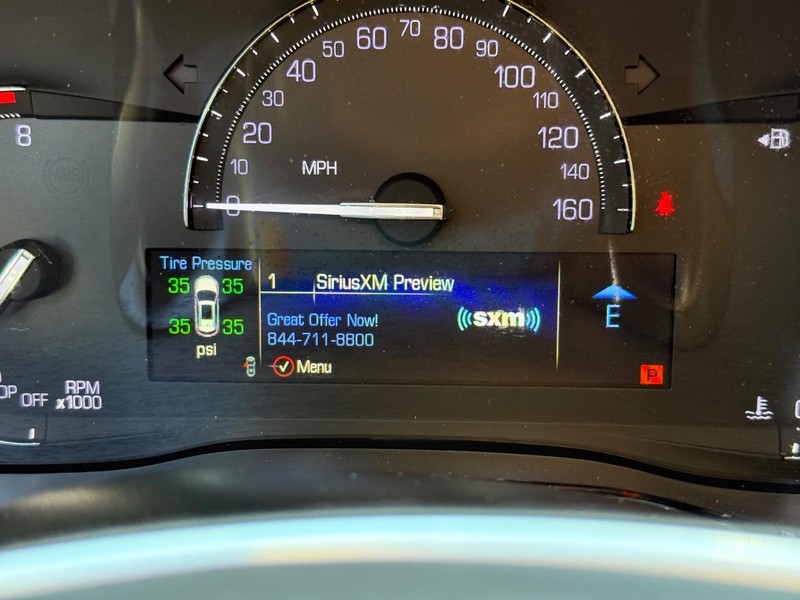 0
10
20
30
40
50
60
70
80
90
100
110
120
140
160
MPH
8
Tire Pressure
35 35
35 35
psi
1 SiriusXM Preview
Great Offer Now!
844-711-8800
sxm
Menu
E
P
OFF
RPM
x1000